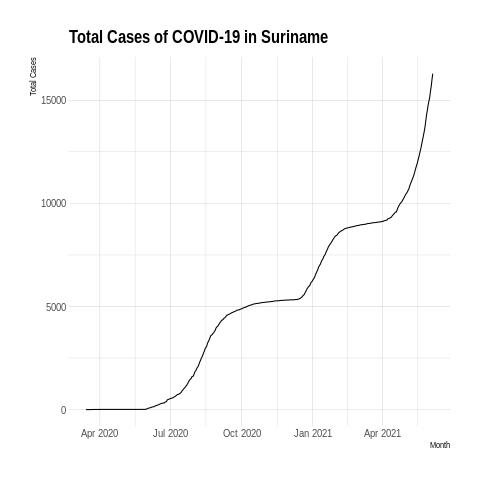 Total Cases of COVID-19 in Suriname
Total Cases
15000
10000
5000
0
Apr 2020
Jul 2020
Oct 2020
Jan 2021
Apr 2021
Month